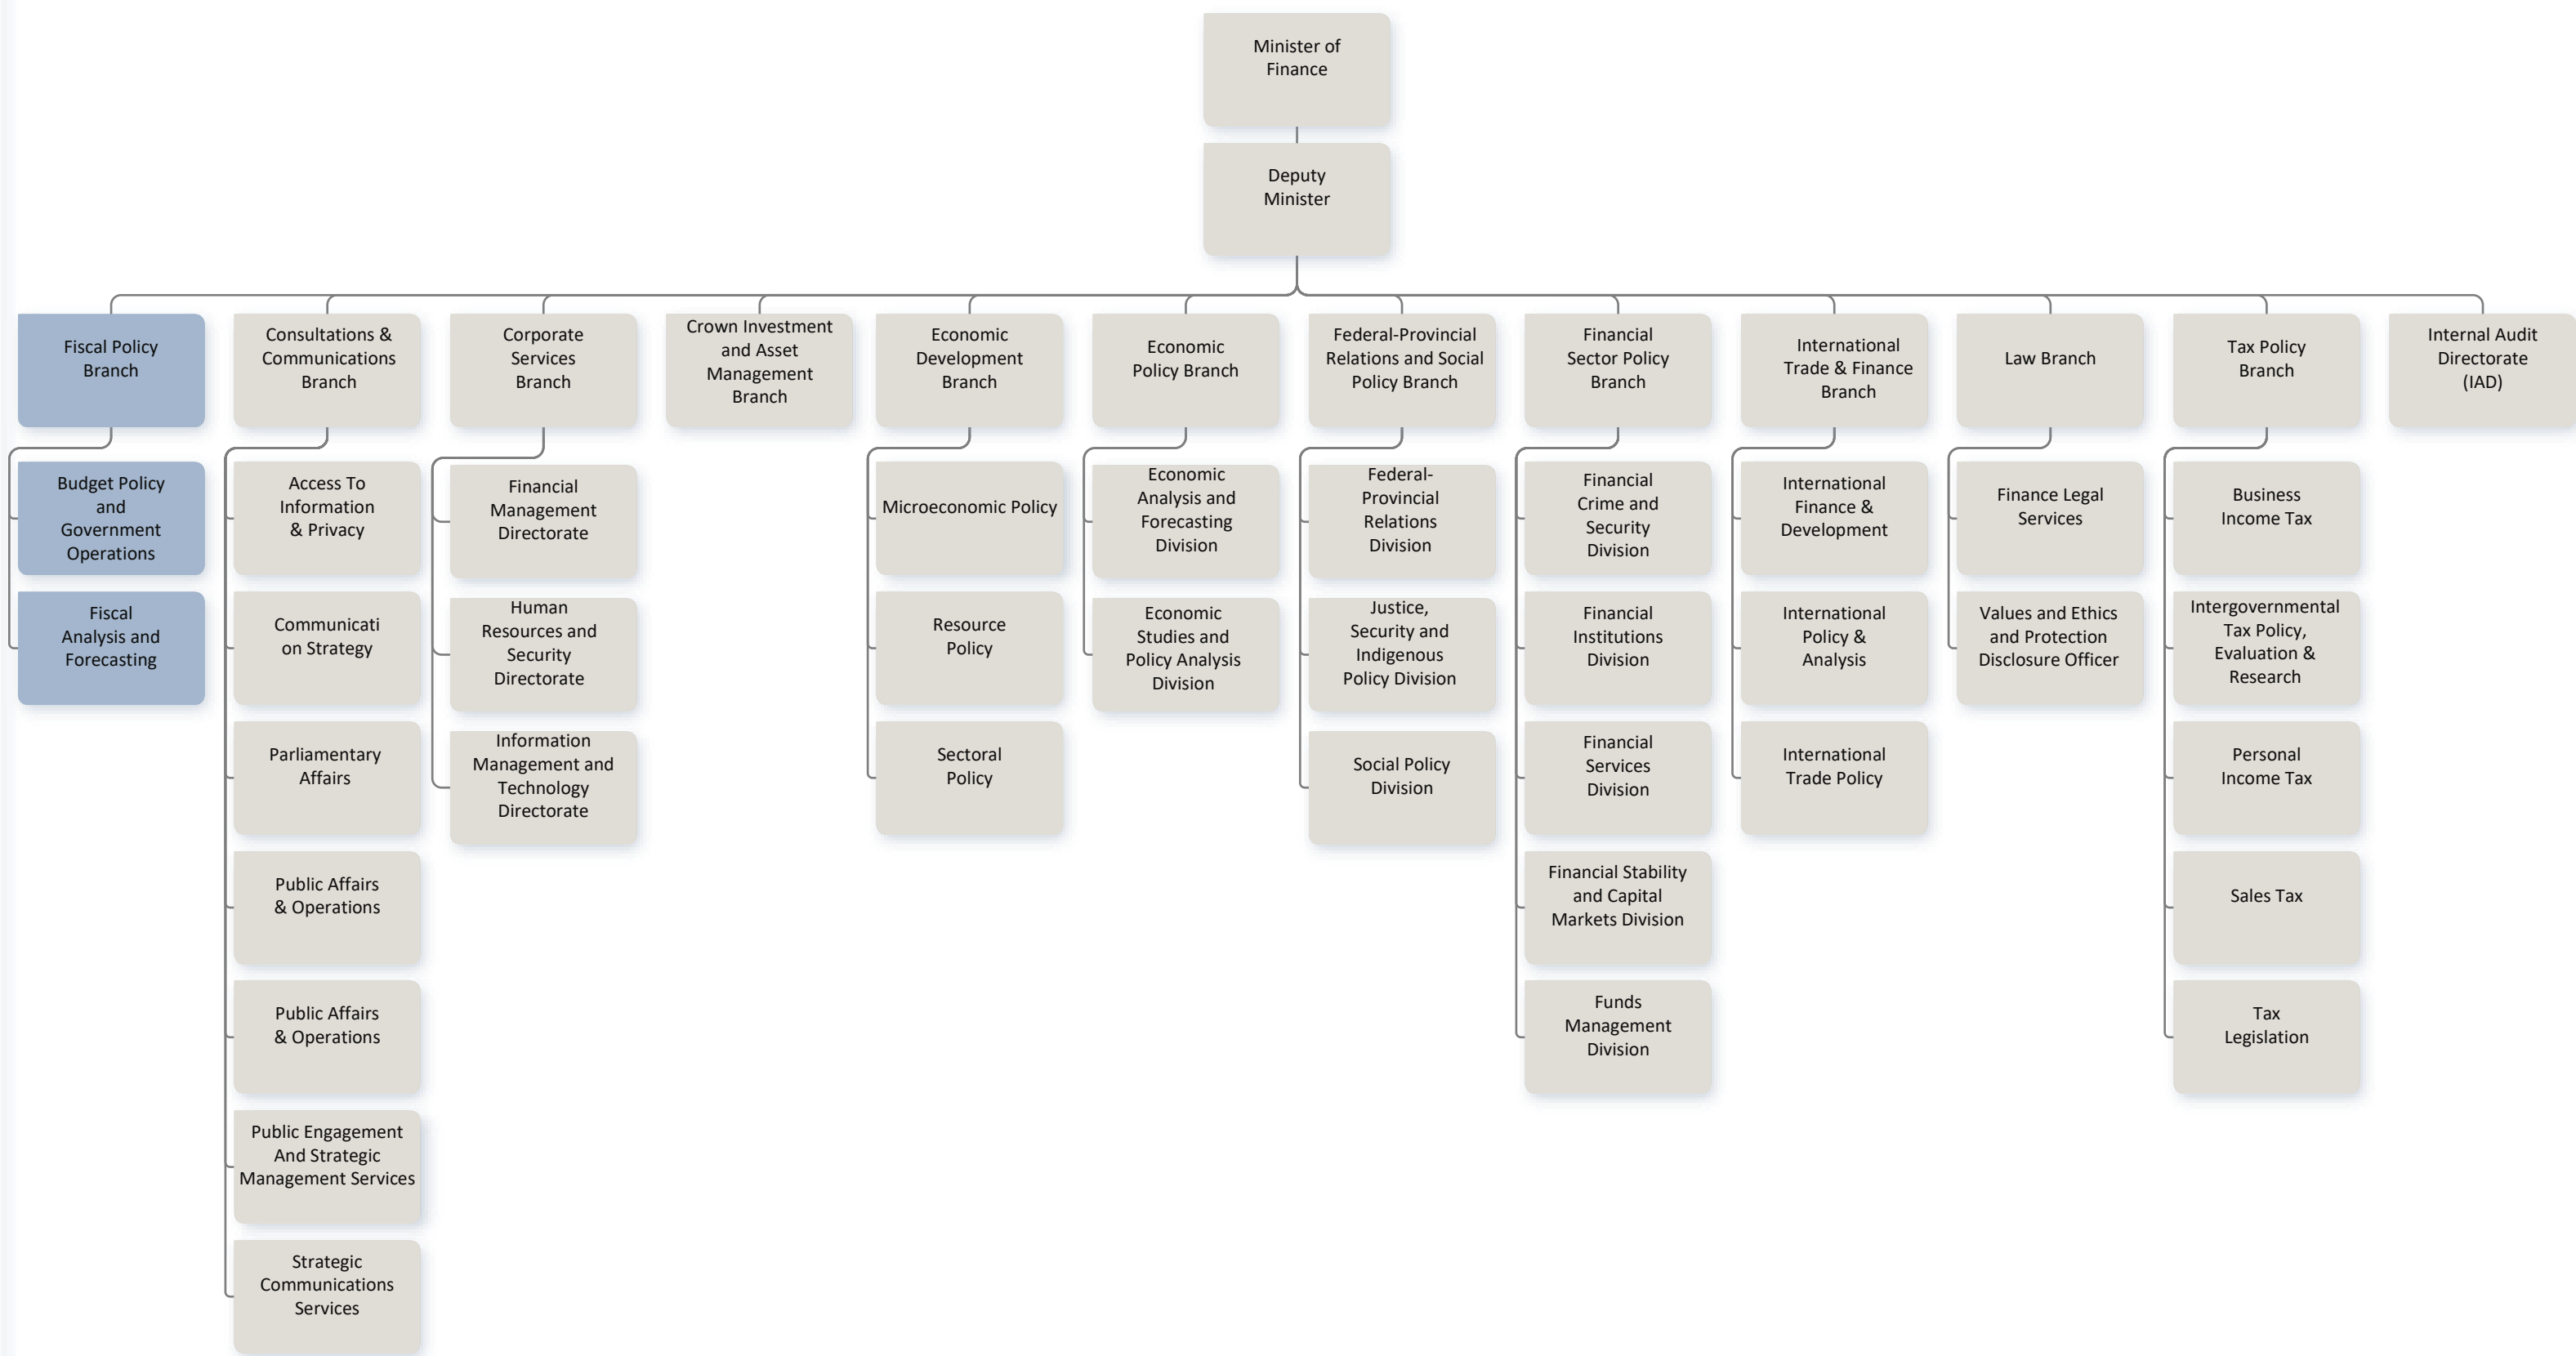 Minister of
Finance
Deputy
Minister
Fiscal Policy
Branch
Consultations &
Communications
Branch
Corporate
Services
Branch
Crown Investment
and Asset
Management
Branch
Economic
Development
Branch
Economic
Policy Branch
Federal-Provincial
Relations and Social
Policy Branch
Financial
Sector Policy
Branch
International
Trade & Finance
Branch
Law Branch
Tax Policy
Branch
Internal Audit
Directorate
(IAD)
Budget Policy
and
Government
Operations
Fiscal
Analysis and
Forecasting
Access To
Information
& Privacy
Communicati
on Strategy
Parliamentary
Affairs
Public Affairs
& Operations
Public Affairs
& Operations
Public Engagement
And Strategic
Management Services
Strategic
Communications
Services
Financial
Management
Directorate
Human
Resources and
Security
Directorate
Information
Management and
Technology
Directorate
Microeconomic Policy
Resource
Policy
Sectoral
Policy
Economic
Analysis and
Forecasting
Division
Economic
Studies and
Policy Analysis
Division
Federal-
Provincial
Relations
Division
Justice,
Security and
Indigenous
Policy Division
Social Policy
Division
Financial
Crime and
Security
Division
Financial
Institutions
Division
Financial
Services
Division
Financial Stability
and Capital
Markets Division
Funds
Management
Division
International
Finance &
Development
International
Policy &
Analysis
International
Trade Policy
Finance Legal
Services
Values and Ethics
and Protection
Disclosure Officer
Business
Income Tax
Intergovernmental
Tax Policy,
Evaluation &
Research
Personal
Income Tax
Sales Tax
Tax
Legislation